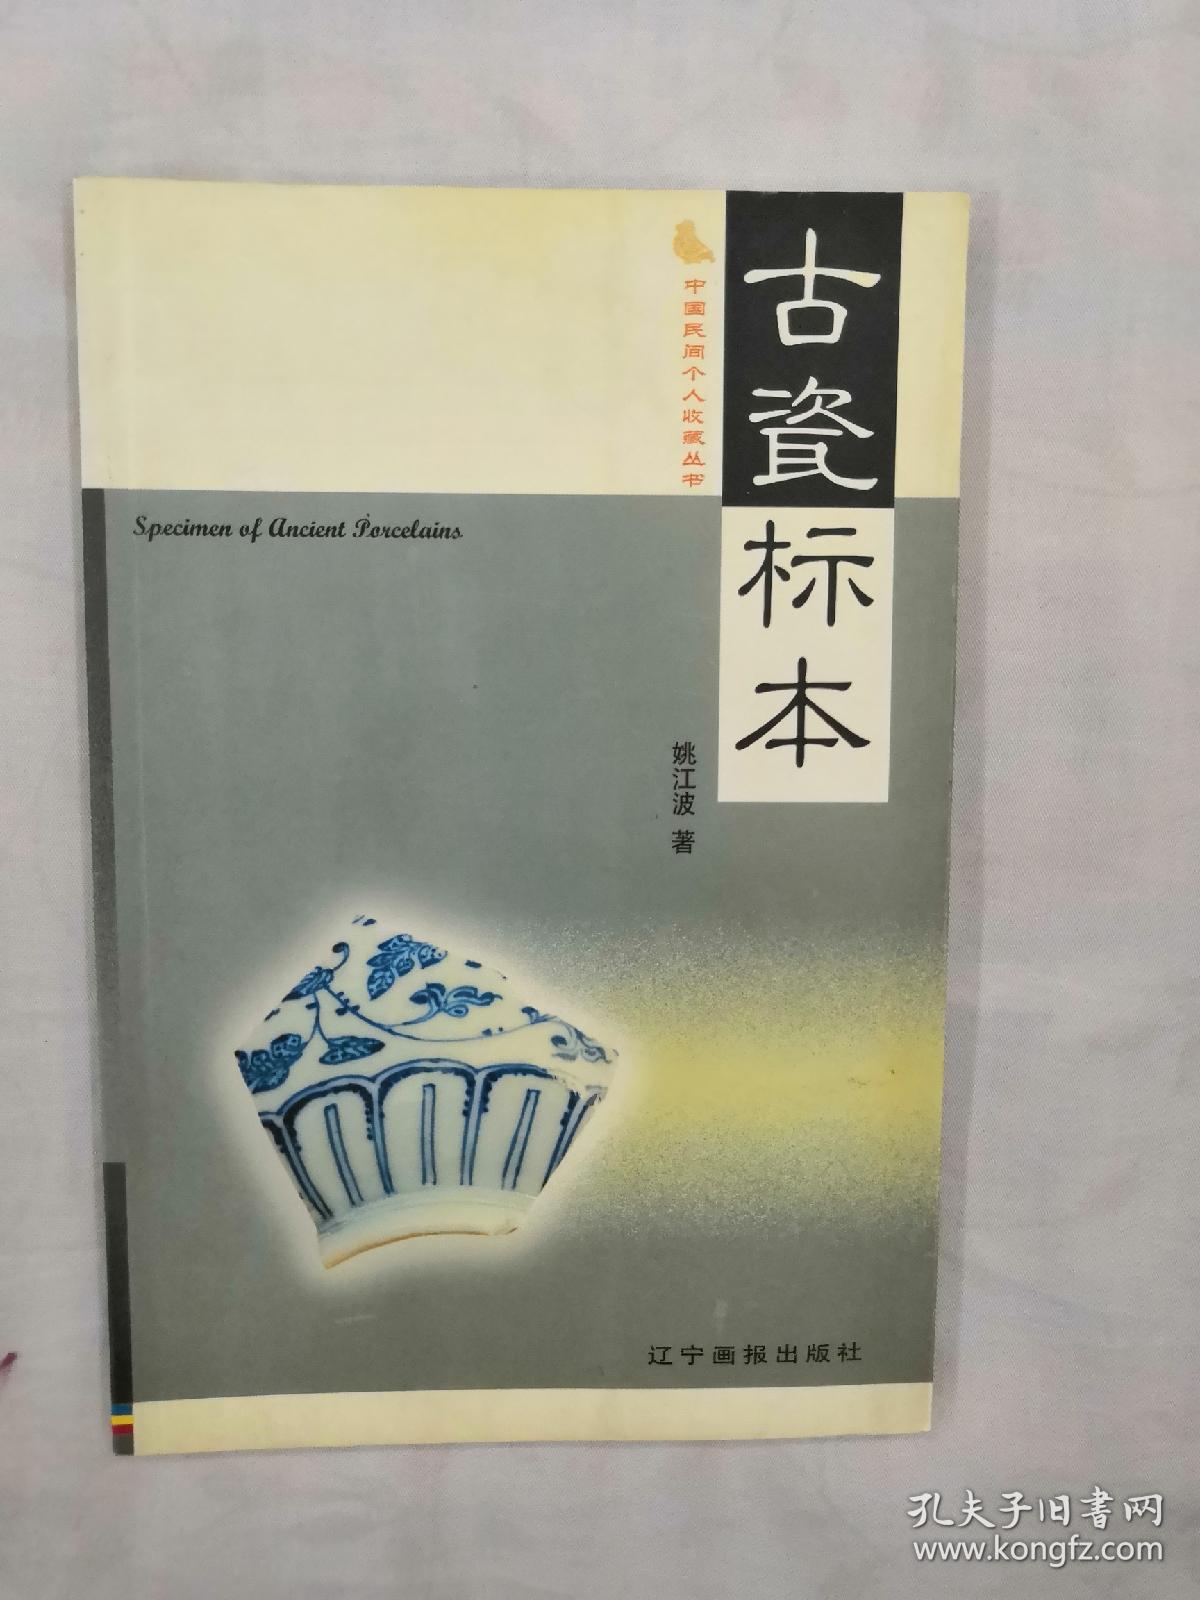 古瓷标本
中国民间个人收藏丛书
Specimen of Ancient Porcelains
姚江波 著
辽宁画报出版社
孔夫子旧书网
www.kongfz.com